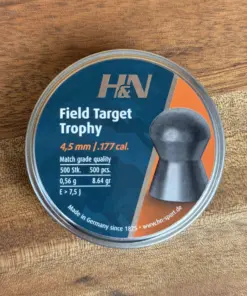 H&N
Field Target
Trophy
4,5 mm / .177 cal.
Match grade quality
500 Stk. 500 pcs.
0,56 g 8.64 gr
E > 7,5 J
Made in Germany since 1825 • www.hn-sport.de